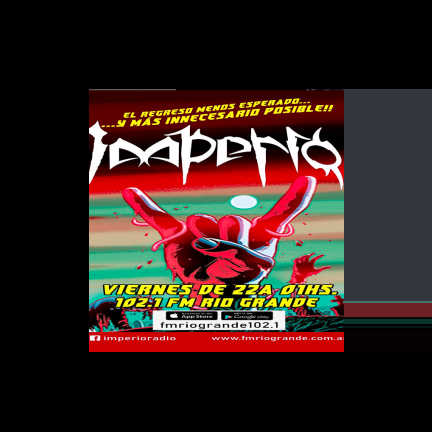 EL REGRESO MENOS ESPERADO...
...Y MÁS INNECESARIO POSIBLE!!
IMPERIO
VIERNES DE 22A 01HS.
102.1 FM RIO GRANDE
App Store
Google play
fmriogrande102.1
imperioradio
www.fmriogrande.com.a